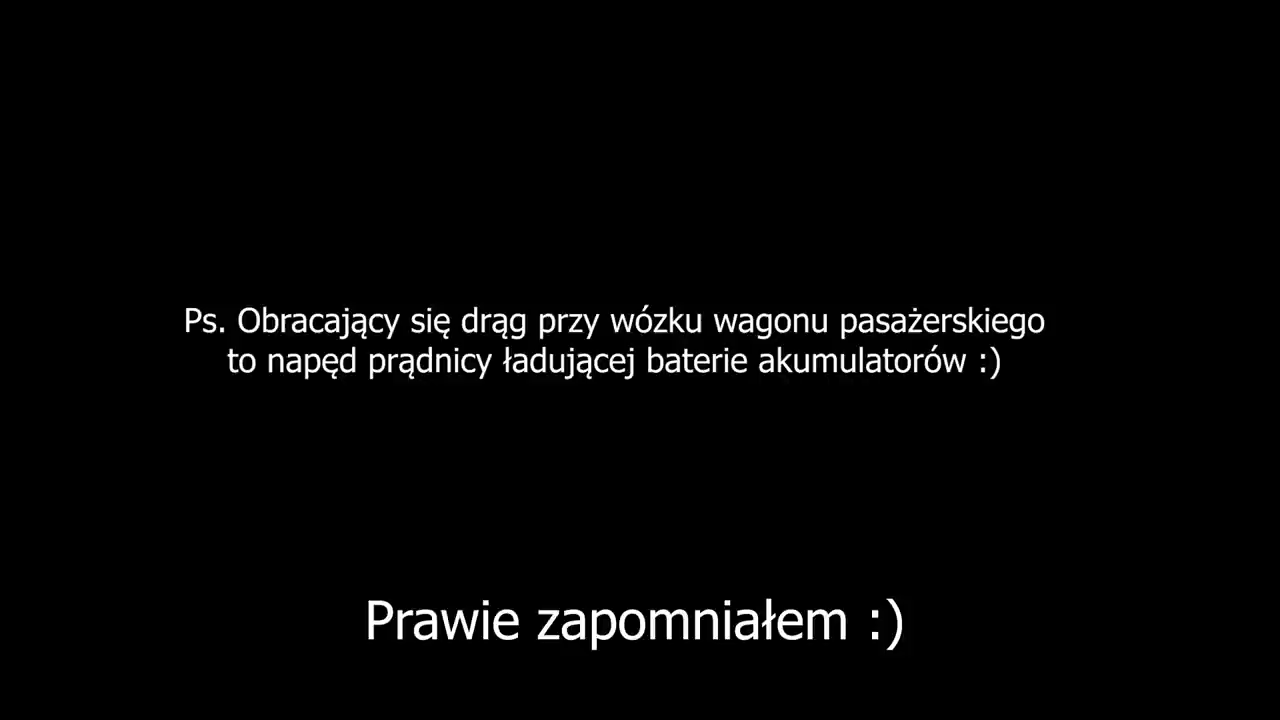 Ps. Obracający się drąg przy wózku wagonu pasażerskiego
to napęd prądnicy ładującej baterie akumulatorów :)
Prawie zapomniałem :)